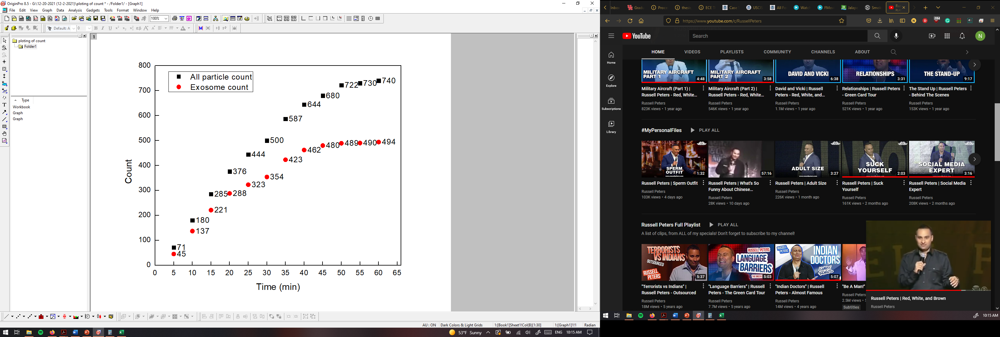 OriginPro 8.5 - G:\12-20-2021 (12-2-2021)\ploting of count * - /Folder1/ - [Graph1]
File Edit View Graph Data Analysis Gadgets Tools Format Window Help
100%
Default: A 0 B I U
ploting of count
Folder1
Type
Workbook
Graph
Graph
1
All particle count
Exosome count
Count
800
700
600
500
400
300
200
100
0
71
180
285
376
444
500
587
644
680
722
730
740
45
137
221
288
323
354
423
462
480
489
490
494
0 5 10 15 20 25 30 35 40 45 50 55 60 65
Time (min)
AU : ON Dark Colors & Light Grids 1:[Book1]Sheet1!Col(B)[1:30] 1:[Graph1]1!1 Radian
53°F Sunny ENG 10:15 AM
Inbox Gradu Proce thesis ECE T Case USCIS All Fo Watc FMov Jalape Smok Rus
https://www.youtube.com/c/RussellPeters
284
YouTube
Search
N
HOME VIDEOS PLAYLISTS COMMUNITY CHANNELS ABOUT
Home
Explore
Subscriptions
Library
MILITARY AIRCRAFT PART 1 4:48
MILITARY AIRCRAFT PART 2 3:58
DAVID AND VICKI 6:38
RELATIONSHIPS 3:31
THE STAND-UP 9:17
Military Aircraft (Part 1) |
Russell Peters - Red, White...
Russell Peters
823K views • 1 year ago
Military Aircraft (Part 2) |
Russell Peters - Red, White...
Russell Peters
546K views • 1 year ago
David and Vicki | Russell
Peters - Red, White, and...
Russell Peters
1.1M views • 1 year ago
Relationships | Russell Peters
- Green Card Tour
Russell Peters
521K views • 1 year ago
The Stand Up | Russell Peters
- Behind The Scenes
Russell Peters
153K views • 1 year ago
#MyPersonalFiles PLAY ALL
SPERM
OUTFIT
1:32
57:16
ADULT SIZE
3:27
SUCK
YOURSELF
2:03
SOCIAL MEDIA
EXPERT
3:16
Russell Peters | Sperm Outfit
Russell Peters
103K views • 4 days ago
Russell Peters | What's So
Funny About Chinese...
Russell Peters
28K views • 10 days ago
Russell Peters | Adult Size
Russell Peters
226K views • 1 month ago
Russell Peters | Suck
Yourself
Russell Peters
161K views • 2 months ago
Russell Peters | Social Media
Expert
Russell Peters
208K views • 2 months ago
Russell Peters Full Playlist PLAY ALL
A list of clips, from ALL of my specials! Don't forget to subscribe to my channel!
TERRORISTS
VS INDIANS
OUTSOURCED
RUSSELL
PETERS
5:37
RUSSELL PETERS
LANGUAGE
BARRIERS
5:03
RUSSELL
PETERS
INDIAN
DOCTORS
5:07
"Terrorists vs Indians" |
Russell Peters - Outsourced
Russell Peters
18M views • 5 years ago
"Language Barriers" | Russell
Peters - The Green Card Tour
Russell Peters
7.7M views • 5 years ago
"Indian Doctors" | Russell
Peters - Almost Famous
Russell Peters
14M views • 4 years ago
"Be A Man!"
Russell Peters
2.5M views •
Russell Peters | Red, White, and Brown
Russell Peters
Subtitles
10:15 AM